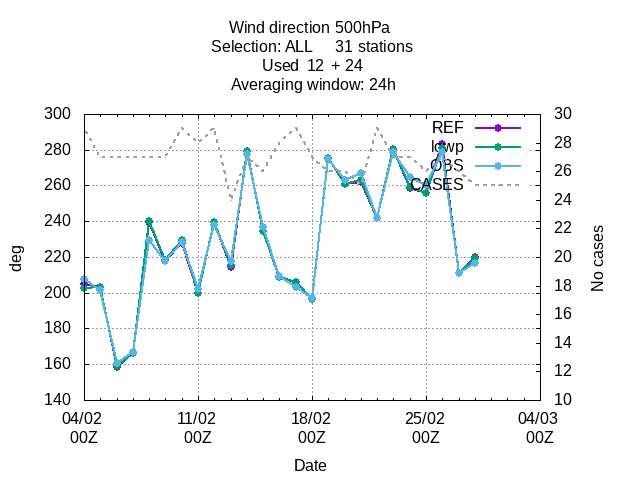 Wind direction 500hPa
Selection: ALL 31 stations
Used 12 + 24
Averaging window: 24h
300 30
280 28
260 26
240 24
220 22
200 20
180 18
160 16
140 14
12
10
deg
No cases
REF
lowp
OBS
CASES
04/02 11/02 18/02 25/02 04/03
00Z 00Z 00Z 00Z 00Z
Date